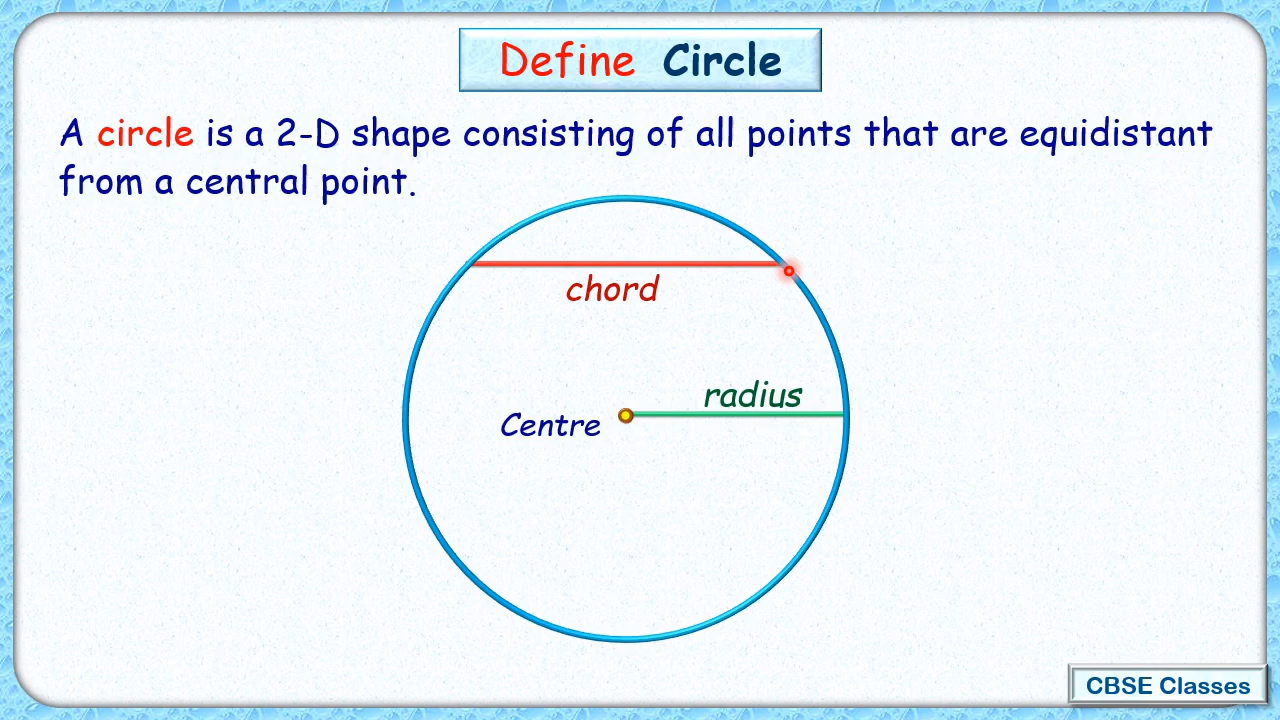 Define Circle
A circle is a 2-D shape consisting of all points that are equidistant
from a central point.
chord
radius
Centre
CBSE Classes